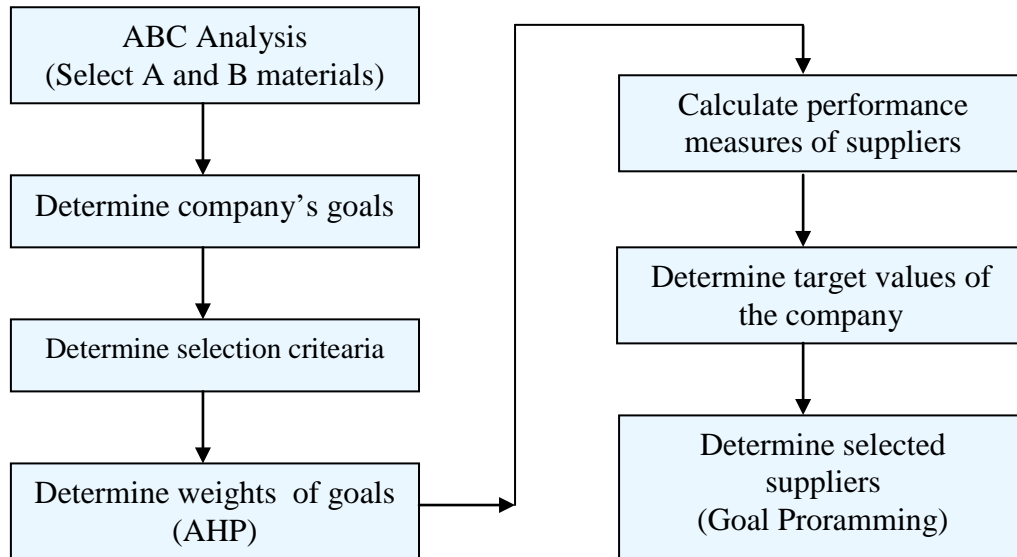 ABC Analysis
(Select A and B materials)
Determine company’s goals
Determine selection critearia
Determine weights of goals
(AHP)
Calculate performance
measures of suppliers
Determine target values of
the company
Determine selected
suppliers
(Goal Proramming)